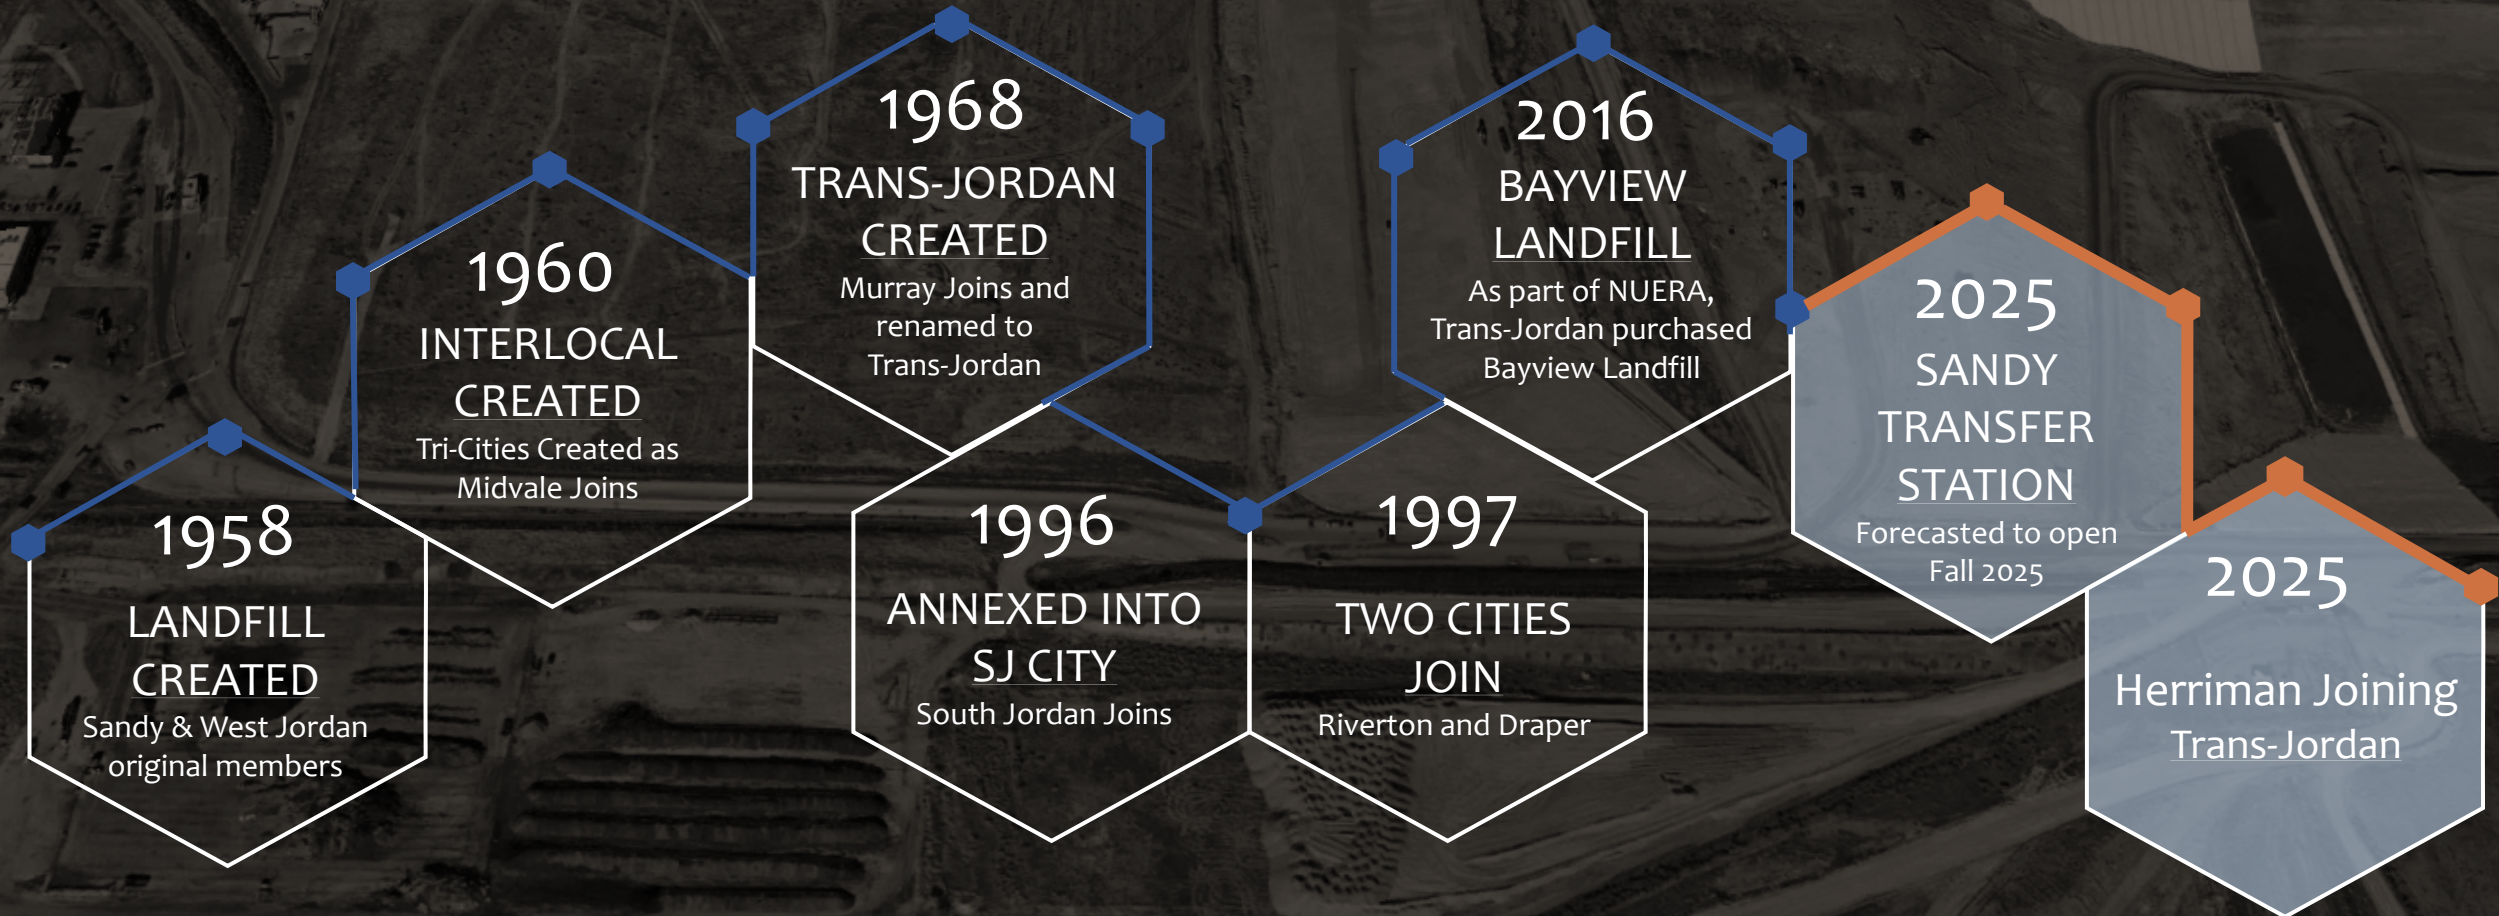 1958
LANDFILL
CREATED
Sandy & West Jordan
original members
1960
INTERLOCAL
CREATED
Tri-Cities Created as
Midvale Joins
1968
TRANS-JORDAN
CREATED
Murray Joins and
renamed to
Trans-Jordan
1996
ANNEXED INTO
SJ CITY
South Jordan Joins
1997
TWO CITIES
JOIN
Riverton and Draper
2016
BAYVIEW
LANDFILL
As part of NUERA,
Trans-Jordan purchased
Bayview Landfill
2025
SANDY
TRANSFER
STATION
Forecasted to open
Fall 2025
2025
Herriman Joining
Trans-Jordan